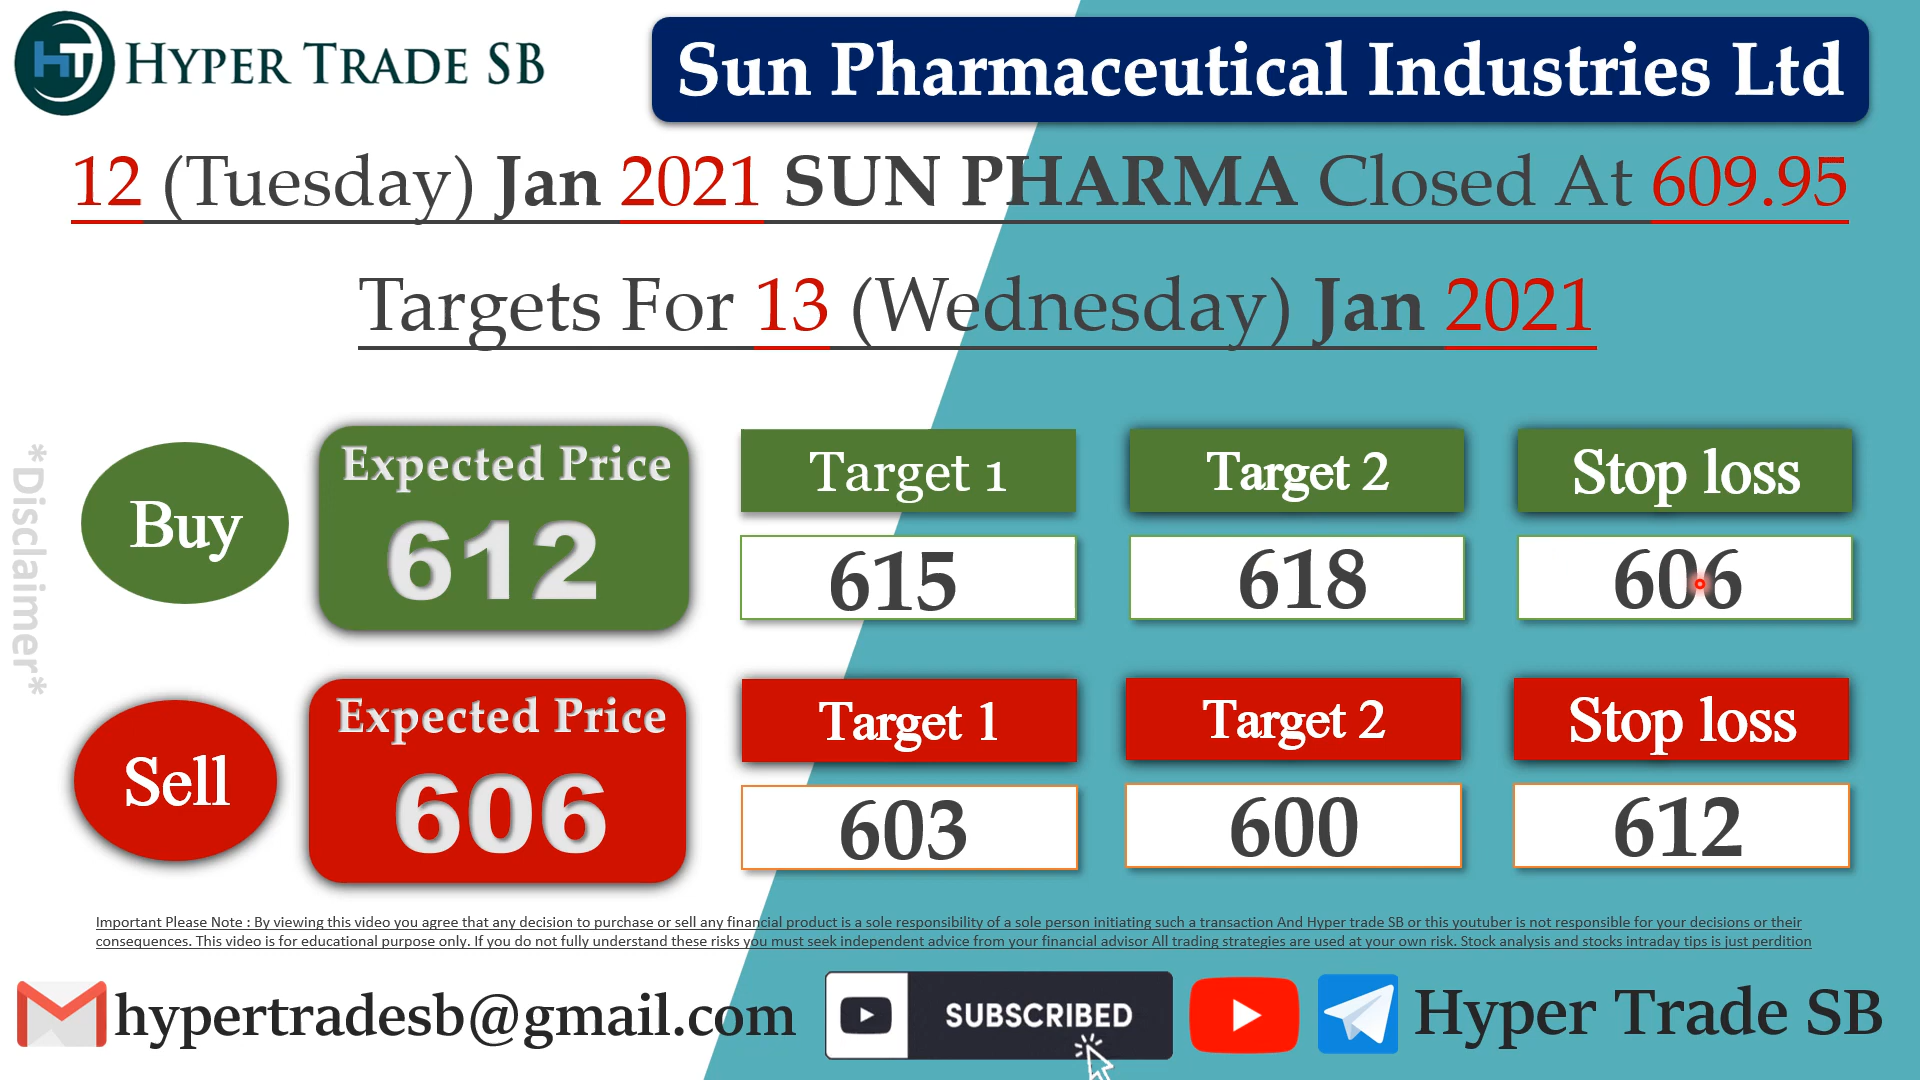 HT HYPER TRADE SB
Sun Pharmaceutical Industries Ltd
12 (Tuesday) Jan 2021 SUN PHARMA Closed At 609.95
Targets For 13 (Wednesday) Jan 2021
*Disclaimer*
Buy
Expected Price
612
Target 1
Target 2
Stop loss
615
618
606
Sell
Expected Price
606
Target 1
Target 2
Stop loss
603
600
612
Important Please Note : By viewing this video you agree that any decision to purchase or sell any financial product is a sole responsibility of a sole person initiating such a transaction And Hyper trade SB or this youtuber is not responsible for your decisions or their
consequences. This video is for educational purpose only. If you do not fully understand these risks you must seek independent advice from your financial advisor All trading strategies are used at your own risk. Stock analysis and stocks intraday tips is just perdition
hypertradesb@gmail.com
SUBSCRIBED
Hyper Trade SB